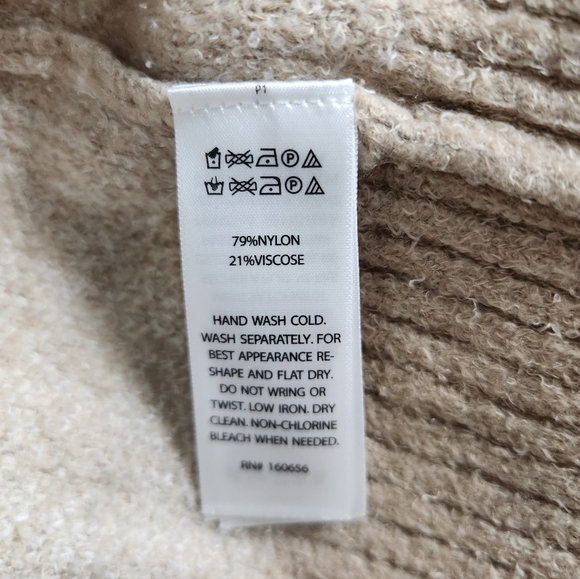 P1
79%NYLON
21%VISCOSE
HAND WASH COLD.
WASH SEPARATELY. FOR
BEST APPEARANCE RE-
SHAPE AND FLAT DRY.
DO NOT WRING OR
TWIST. LOW IRON. DRY
CLEAN. NON-CHLORINE
BLEACH WHEN NEEDED.
RN# 160656